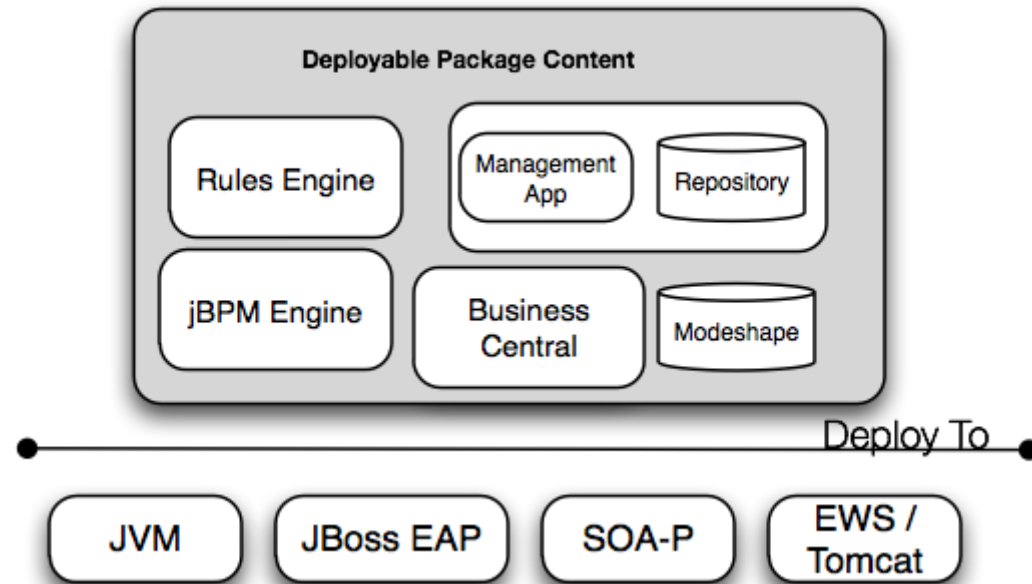 Deployable Package Content
Rules Engine
Management
App
Repository
jBPM Engine
Business
Central
Modeshape
Deploy To
JVM
JBoss EAP
SOA-P
EWS /
Tomcat